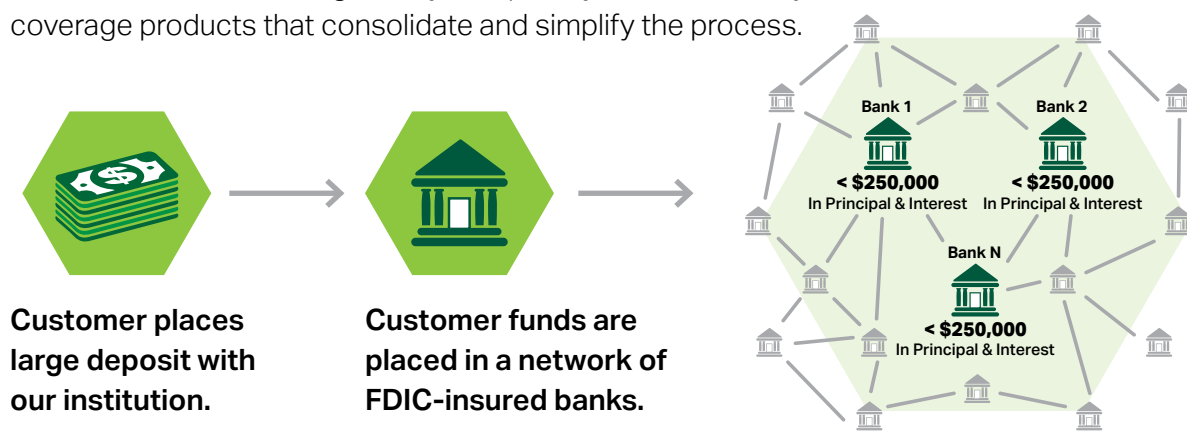 coverage products that consolidate and simplify the process.
Bank 1
< $250,000
In Principal & Interest
Bank 2
< $250,000
In Principal & Interest
Bank N
< $250,000
In Principal & Interest
$
Customer places
large deposit with
our institution.
Customer funds are
placed in a network of
FDIC-insured banks.